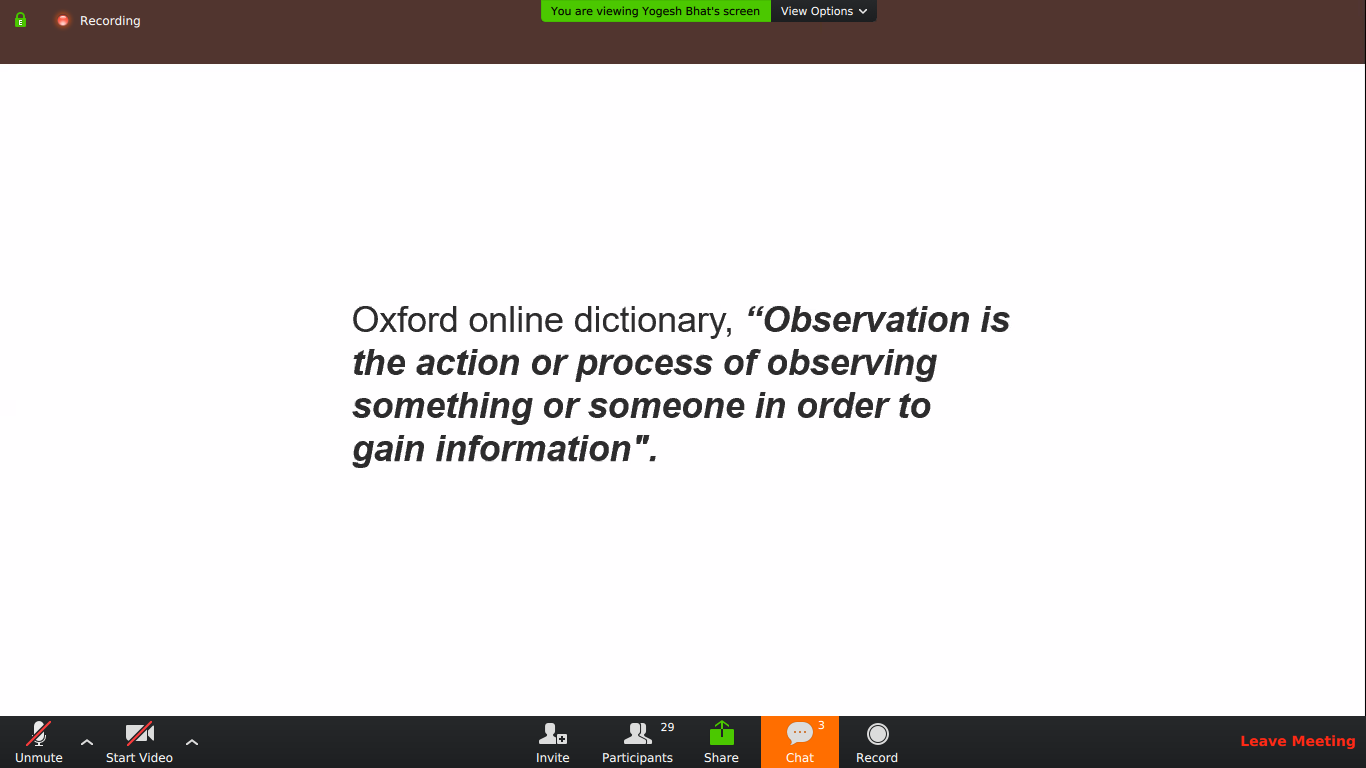 Recording
You are viewing Yogesh Bhat's screen View Options
Oxford online dictionary, “Observation is
the action or process of observing
something or someone in order to
gain information".
Unmute Start Video Invite Participants 29 Share Chat 3 Record Leave Meeting